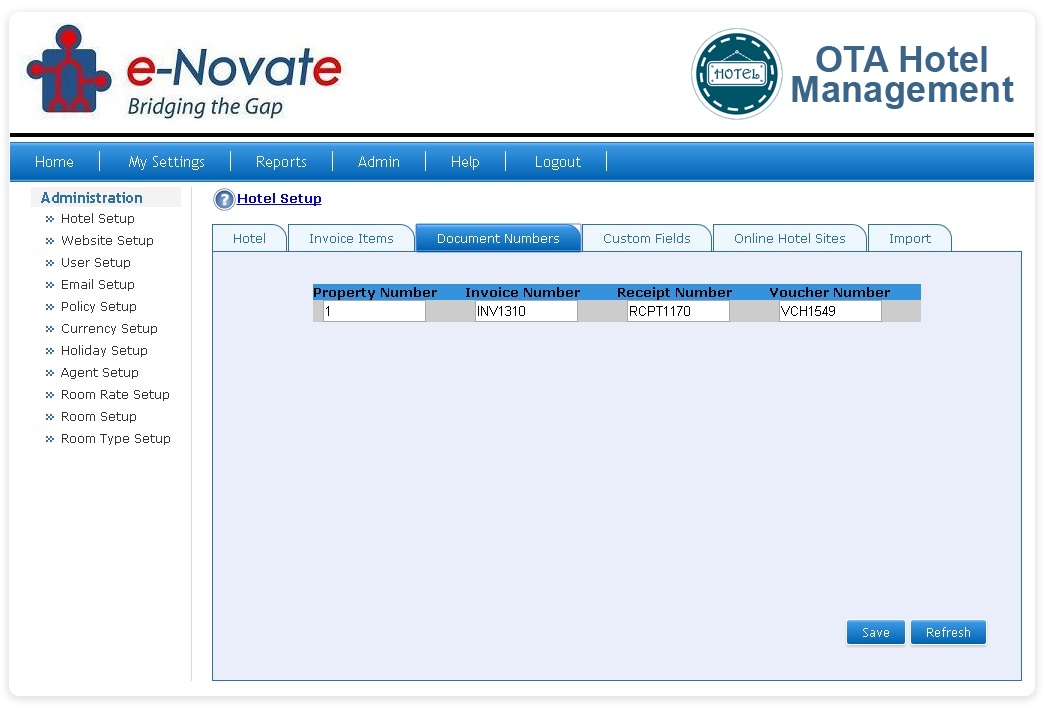 e-Novate
Bridging the Gap
HOTEL
OTA Hotel
Management
Home My Settings Reports Admin Help Logout
Administration
Hotel Setup
Website Setup
User Setup
Email Setup
Policy Setup
Currency Setup
Holiday Setup
Agent Setup
Room Rate Setup
Room Setup
Room Type Setup
? Hotel Setup
Hotel Invoice Items Document Numbers Custom Fields Online Hotel Sites Import
Property Number Invoice Number Receipt Number Voucher Number
1 INV1310 RCPT1170 VCH1549
Save Refresh